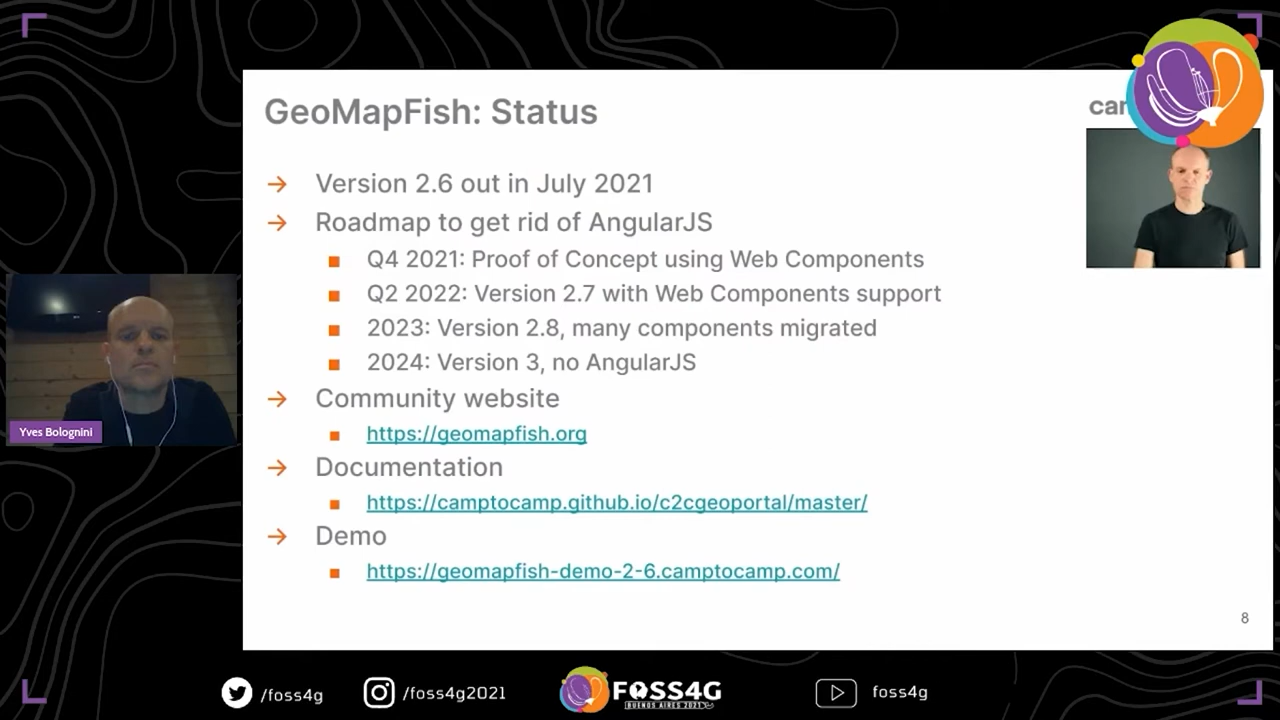 GeoMapFish: Status
→ Version 2.6 out in July 2021
→ Roadmap to get rid of AngularJS
■ Q4 2021: Proof of Concept using Web Components
■ Q2 2022: Version 2.7 with Web Components support
■ 2023: Version 2.8, many components migrated
■ 2024: Version 3, no AngularJS
→ Community website
■ https://geomapfish.org
→ Documentation
■ https://camptocamp.github.io/c2cgeoportal/master/
→ Demo
■ https://geomapfish-demo-2-6.camptocamp.com/
8
Yves Bolognini
/foss4g
/foss4g2021
FOSS4G
BUENOS AIRES 2021
foss4g